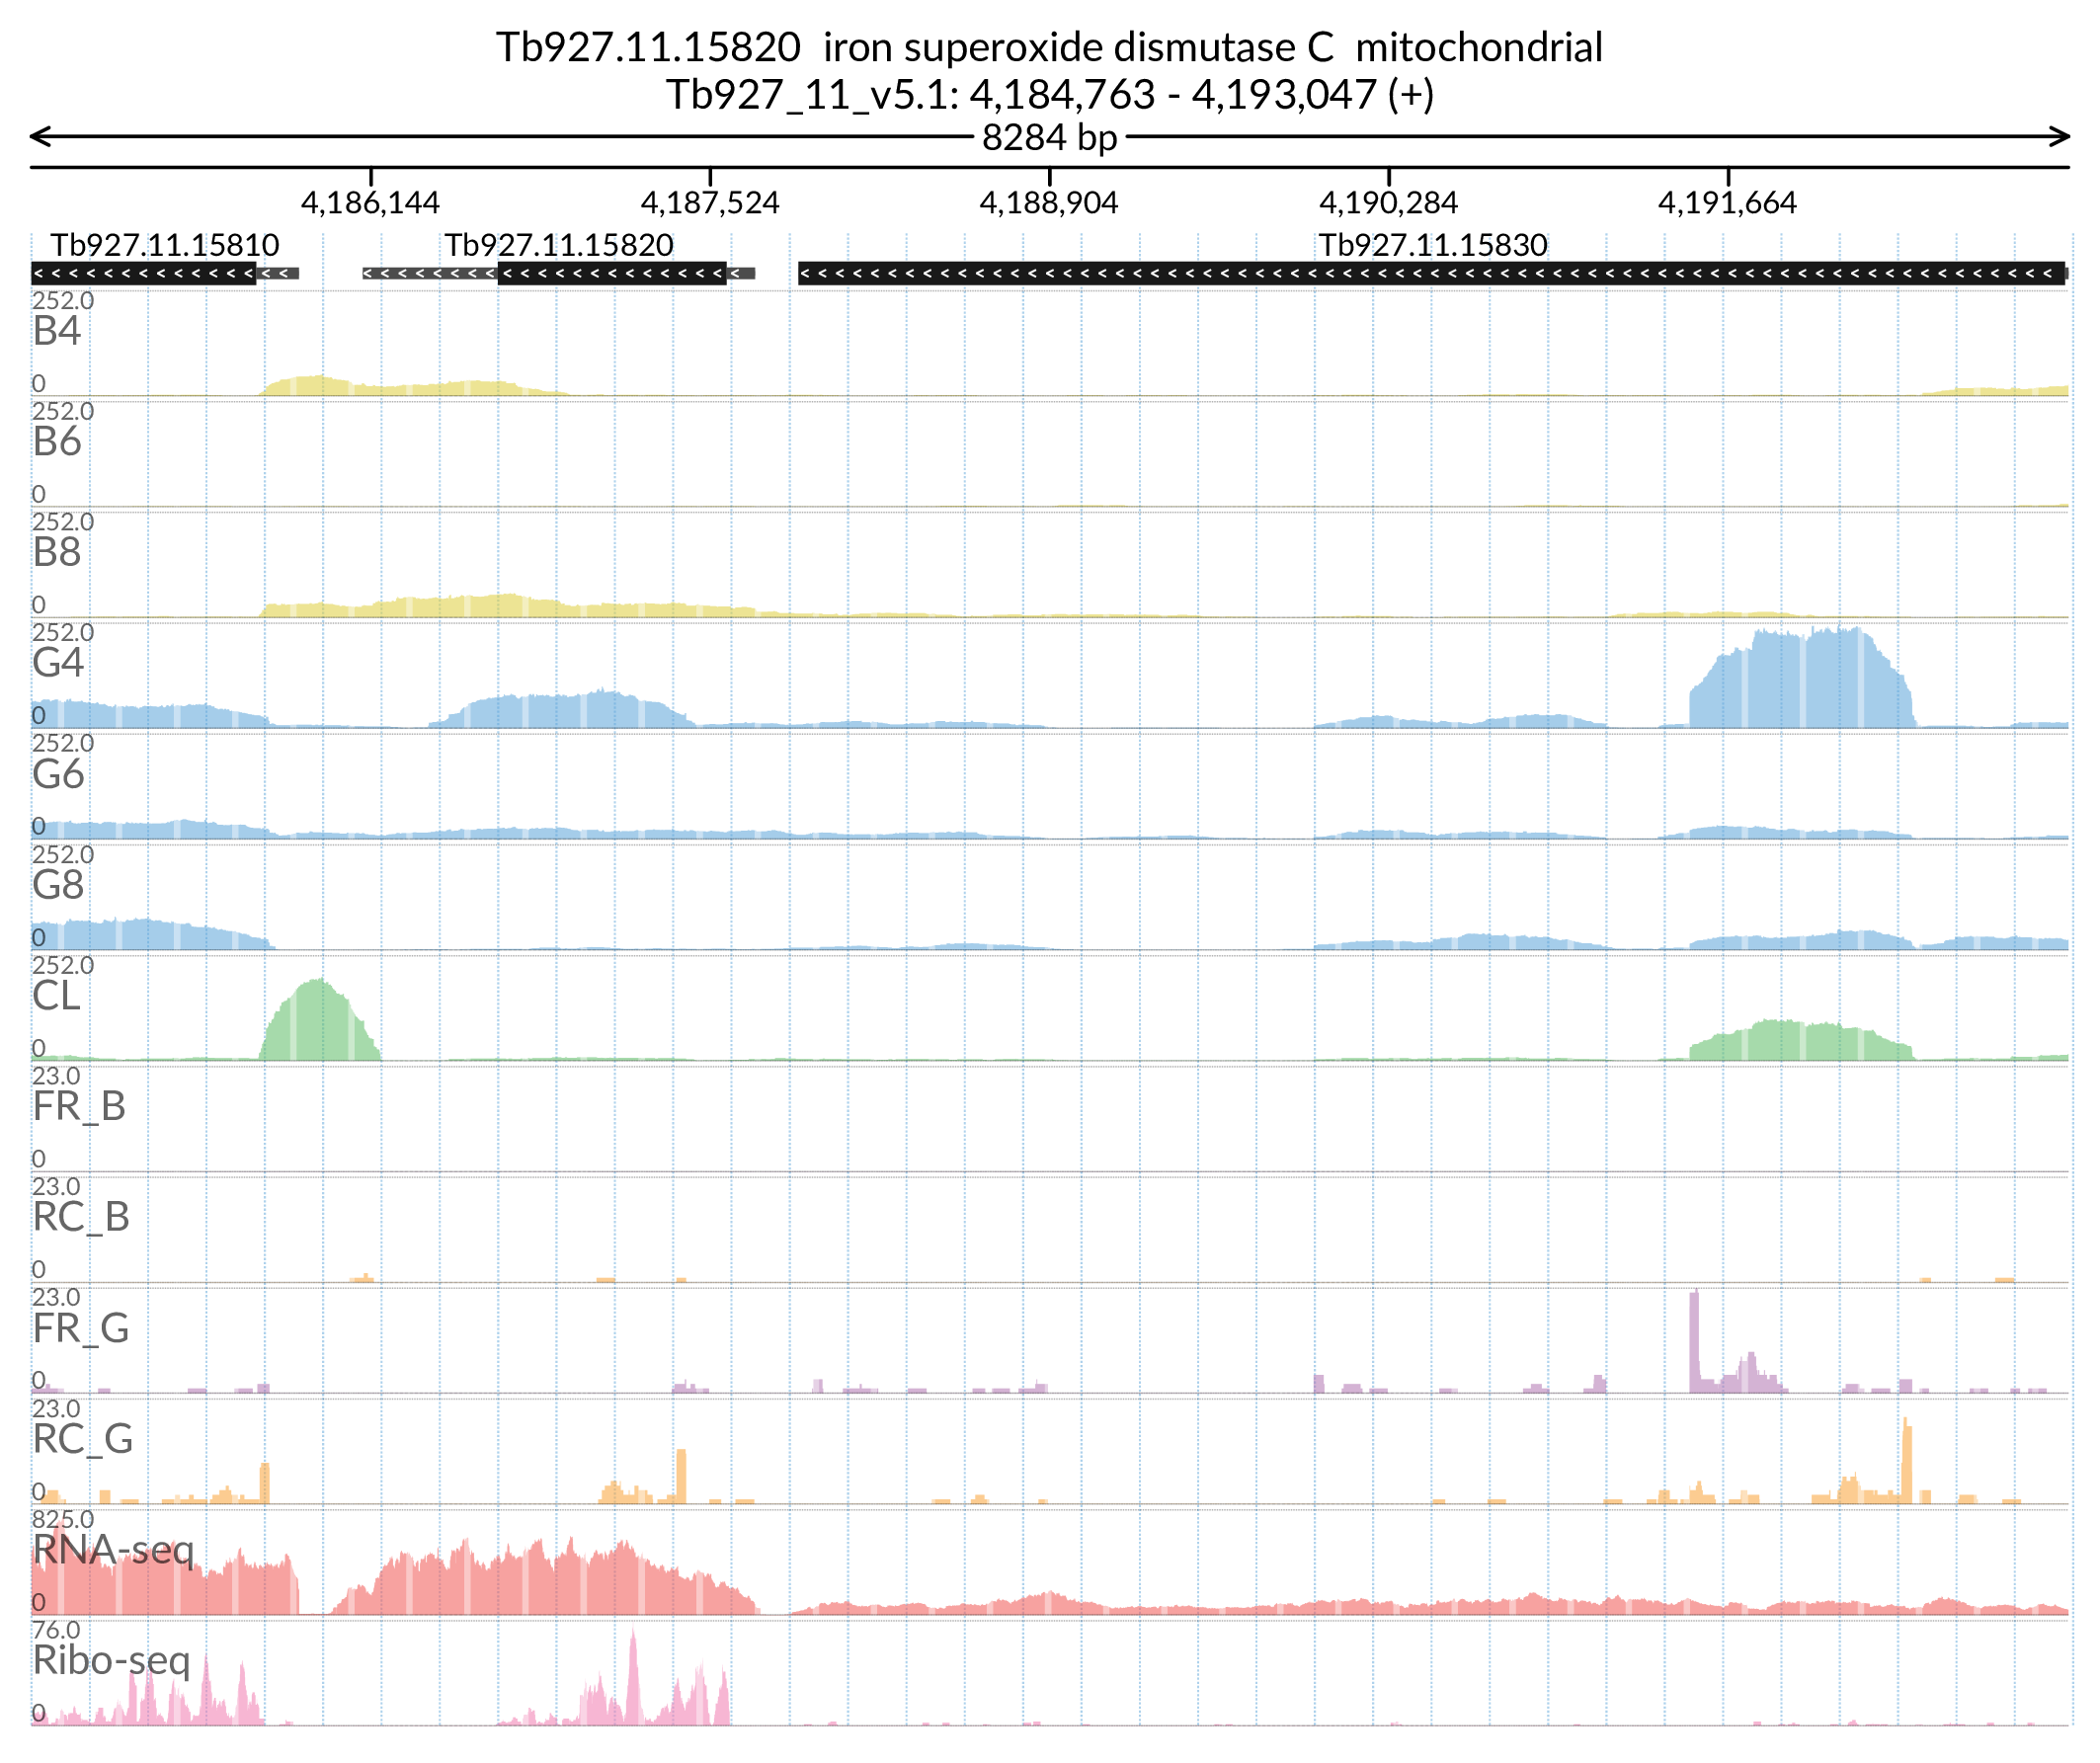 Tb927.11.15820  iron superoxide dismutase C  mitochondrial
Tb927_11_v5.1: 4,184,763 - 4,193,047 (+)
8284 bp
4,186,144 4,187,524 4,188,904 4,190,284 4,191,664
Tb927.11.15810 Tb927.11.15820 Tb927.11.15830
252.0
B4
0
252.0
B6
0
252.0
B8
0
252.0
G4
0
252.0
G6
0
252.0
G8
0
252.0
CL
0
23.0
FR_B
0
23.0
RC_B
0
23.0
FR_G
0
23.0
RC_G
0
825.0
RNA-seq
0
76.0
Ribo-seq
0